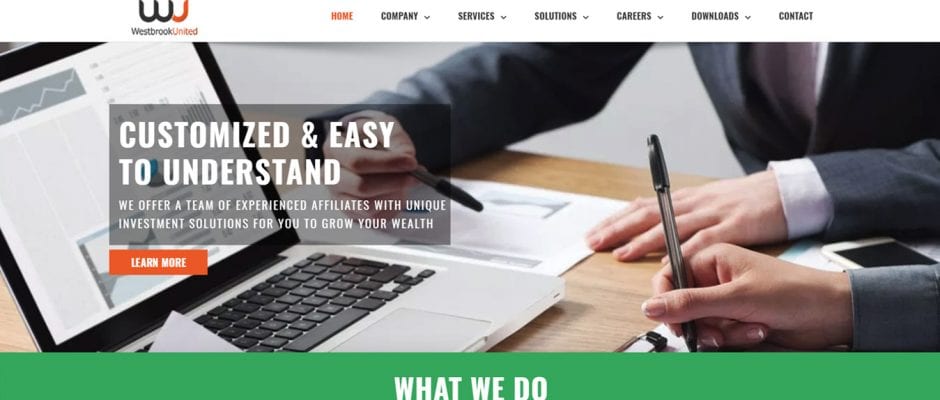 WestbrookUnited
HOME COMPANY SERVICES SOLUTIONS CAREERS DOWNLOADS CONTACT
CUSTOMIZED & EASY
TO UNDERSTAND
WE OFFER A TEAM OF EXPERIENCED AFFILIATES WITH UNIQUE
INVESTMENT SOLUTIONS FOR YOU TO GROW YOUR WEALTH
LEARN MORE
WHAT WE DO